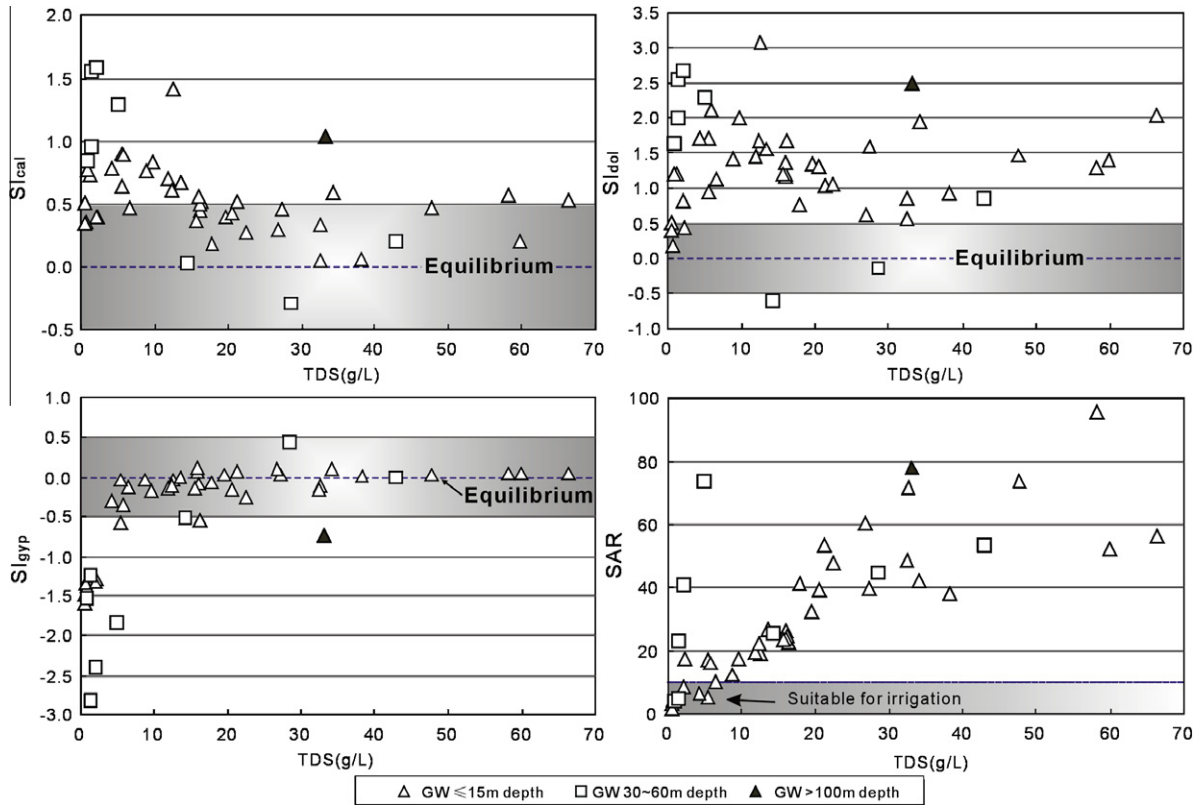 2.0
1.5
1.0
0.5
0.0
-0.5
SIcal
Equilibrium
0 10 20 30 40 50 60 70
TDS(g/L)
3.5
3.0
2.5
2.0
1.5
1.0
0.5
0.0
-0.5
-1.0
SIdol
Equilibrium
0 10 20 30 40 50 60 70
TDS(g/L)
1.0
0.5
0.0
-0.5
-1.0
-1.5
-2.0
-2.5
-3.0
SIgyp
Equilibrium
0 10 20 30 40 50 60 70
TDS(g/L)
100
80
60
40
20
0
SAR
Suitable for irrigation
0 10 20 30 40 50 60 70
TDS(g/L)
GW ≤15m depth GW 30~60m depth GW >100m depth